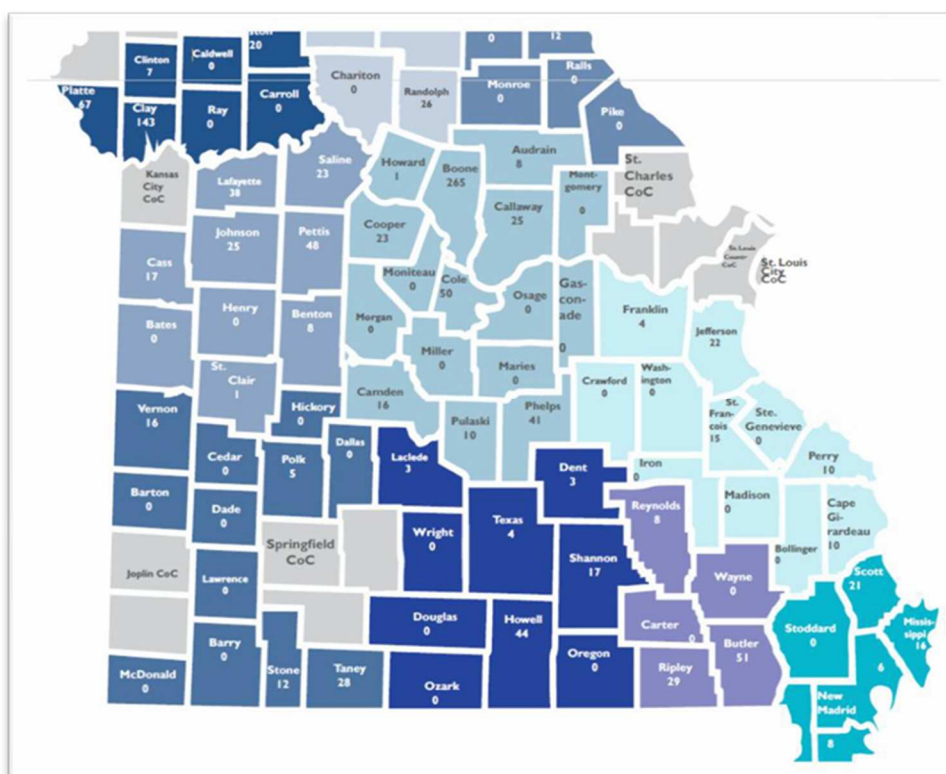 0
12
20
Clinton
7
Caldwell
0
Platte
67
Clay
143
Ray
0
Carroll
0
Chariton
0
Randolph
26
Monroe
0
Ralls
0
Pike
0
Kansas
City
CoC
Lafayette
38
Saline
23
Howard
1
Boone
265
Audrain
8
Callaway
25
Mont-
gomery
0
St.
Charles
CoC
St. Louis
County
CoC
St. Louis
City
CoC
Cass
17
Johnson
25
Pettis
48
Cooper
23
Moniteau
0
Cole
50
Osage
0
Gas-
con-
ade
0
Franklin
4
Jefferson
22
Bates
0
Henry
0
Benton
8
Morgan
0
Miller
0
Maries
0
Crawford
0
Wash-
ington
0
St.
Fran-
cois
15
Ste.
Genevieve
0
Perry
10
St.
Clair
1
Camden
16
Pulaski
10
Phelps
41
Vernon
16
Hickory
0
Cedar
0
Polk
5
Dallas
0
Laclede
3
Dent
3
Iron
0
Reynolds
8
Madison
0
Bollinger
0
Cape
Gi-
rardeau
10
Barton
0
Dade
0
Springfield
CoC
Wright
0
Texas
4
Shannon
17
Wayne
0
Scott
21
Joplin CoC
Lawrence
0
Douglas
0
Howell
44
Oregon
0
Carter
0
Butler
51
Stoddard
0
Missis-
sippi
16
McDonald
0
Barry
0
Stone
12
Taney
28
Ozark
0
Ripley
29
6
New
Madrid
8